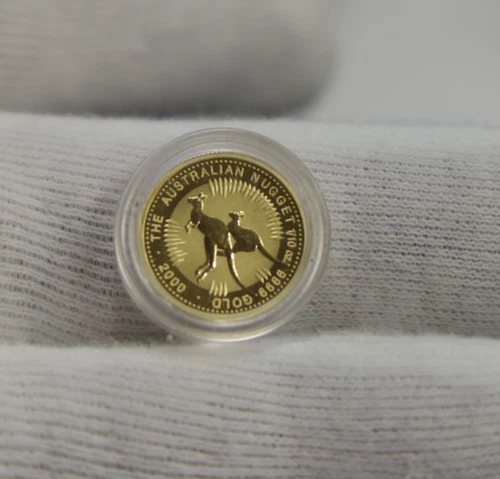 THE AUSTRALIAN NUGGET 1/10 oz. 9999 GOLD · 2000 ·